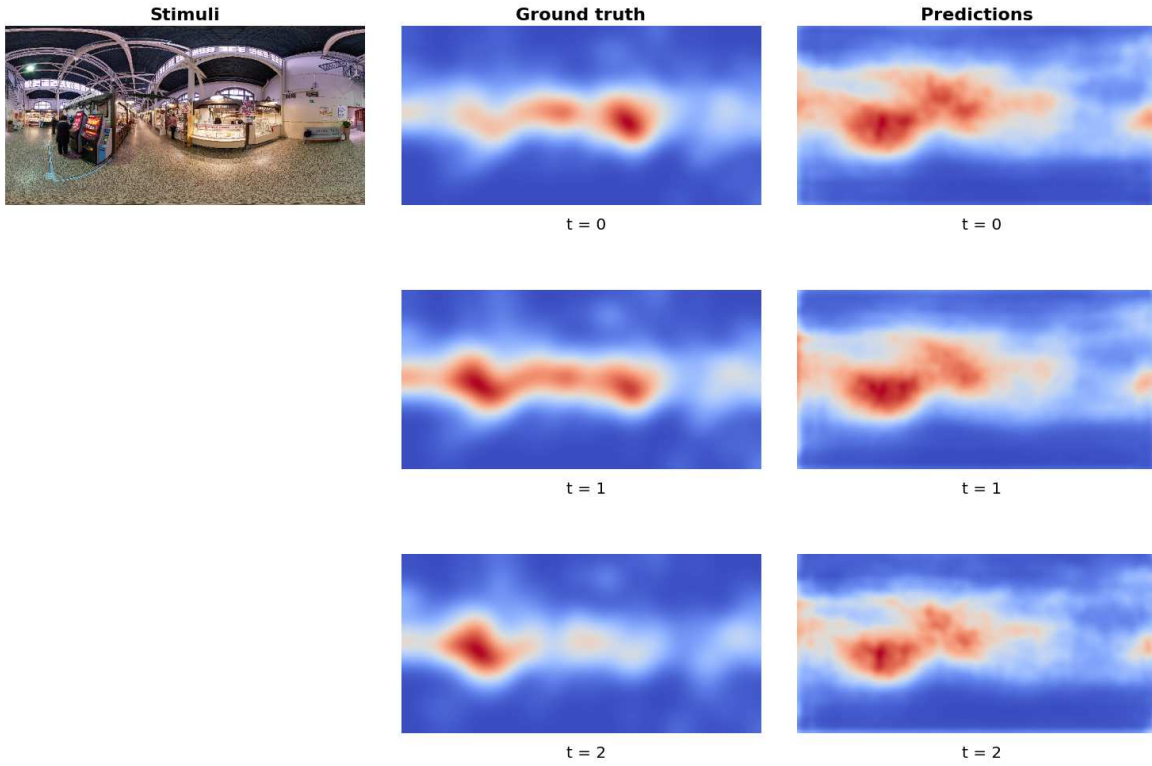 Stimuli
Ground truth
Predictions
t = 0
t = 0
t = 1
t = 1
t = 2
t = 2